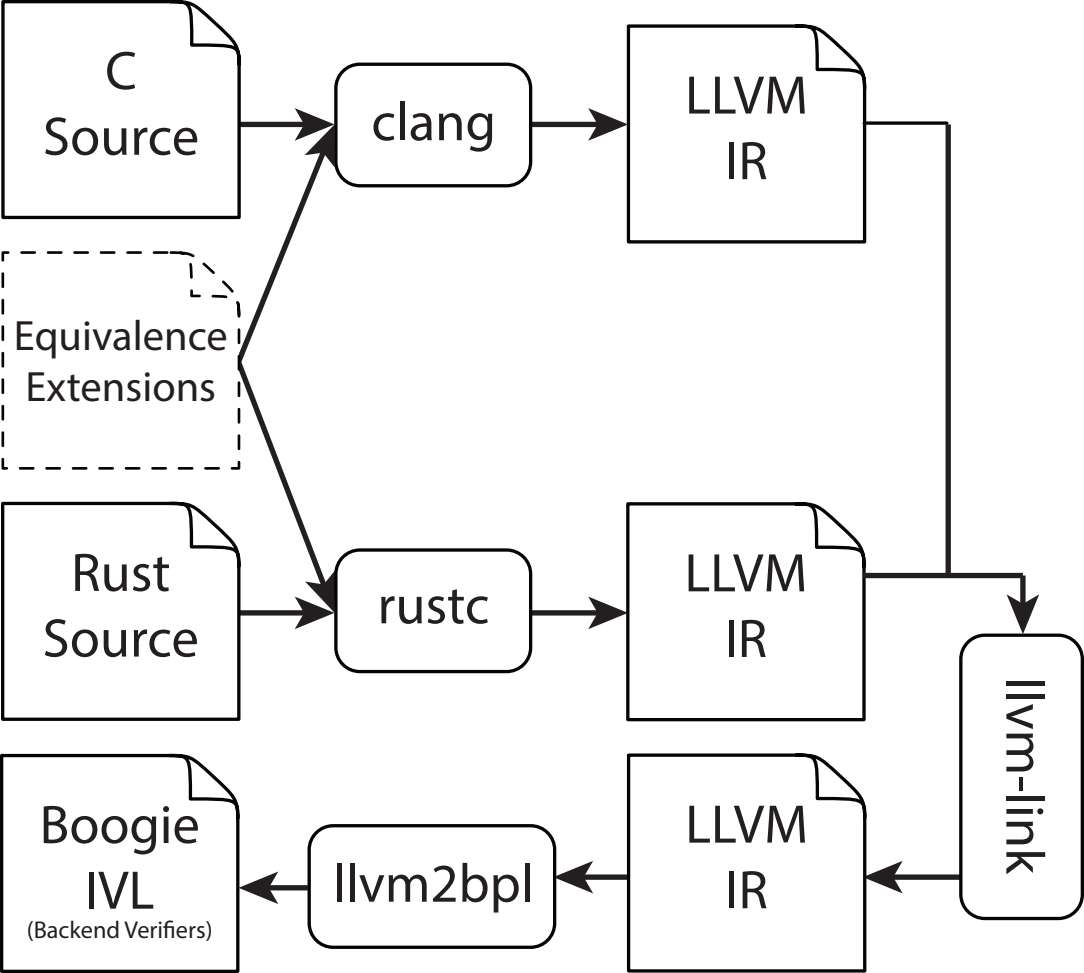 C
Source
clang
LLVM
IR
Equivalence
Extensions
Rust
Source
rustc
LLVM
IR
llvm-link
Boogie
IVL
(Backend Verifiers)
llvm2bpl
LLVM
IR